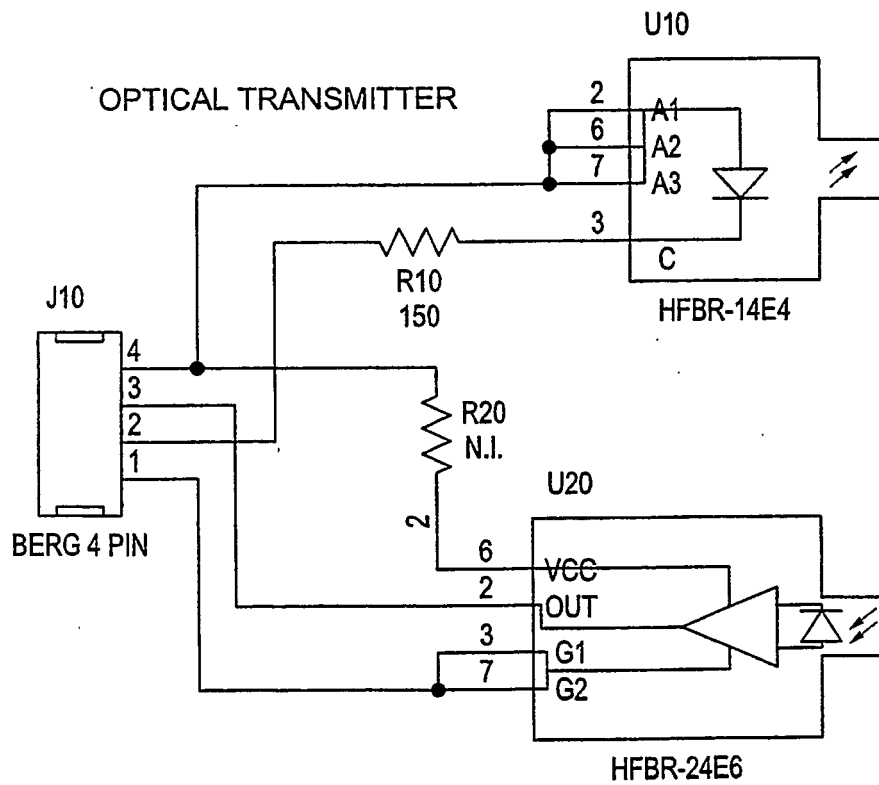 U10
OPTICAL TRANSMITTER
2
A1
6
A2
7
A3
3
C
R10
150
HFBR-14E4
J10
4
3
2
1
BERG 4 PIN
R20
N.I.
2
U20
6
VCC
2
OUT
3
G1
7
G2
HFBR-24E6